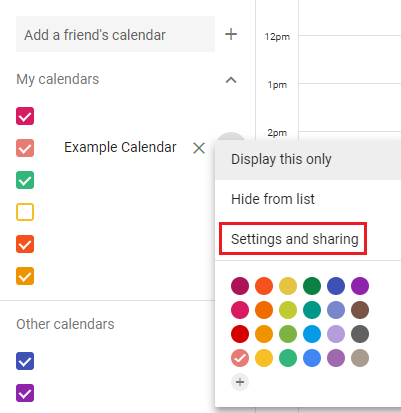 Add a friend's calendar
12pm
My calendars
1pm
2pm
Example Calendar
Display this only
Hide from list
Settings and sharing
Other calendars